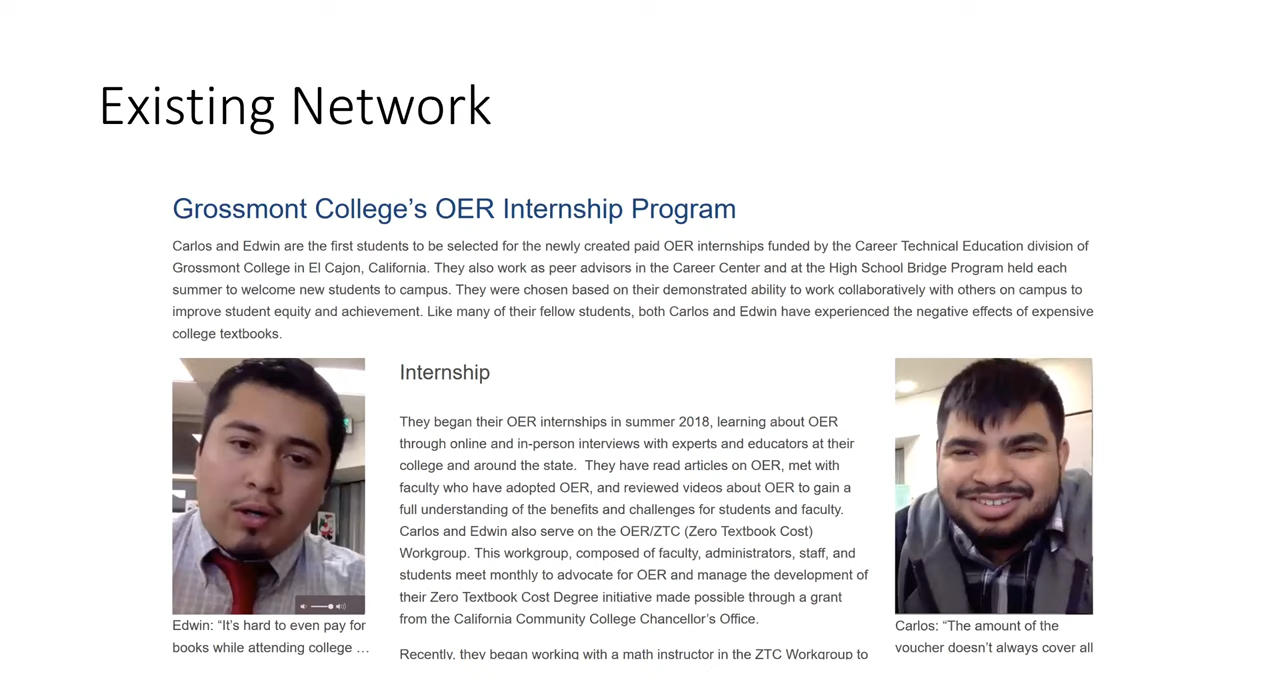 Existing Network
Grossmont College’s OER Internship Program
Carlos and Edwin are the first students to be selected for the newly created paid OER internships funded by the Career Technical Education division of
Grossmont College in El Cajon, California. They also work as peer advisors in the Career Center and at the High School Bridge Program held each
summer to welcome new students to campus. They were chosen based on their demonstrated ability to work collaboratively with others on campus to
improve student equity and achievement. Like many of their fellow students, both Carlos and Edwin have experienced the negative effects of expensive
college textbooks.
Internship
They began their OER internships in summer 2018, learning about OER
through online and in-person interviews with experts and educators at their
college and around the state.  They have read articles on OER, met with
faculty who have adopted OER, and reviewed videos about OER to gain a
full understanding of the benefits and challenges for students and faculty.
Carlos and Edwin also serve on the OER/ZTC (Zero Textbook Cost)
Workgroup. This workgroup, composed of faculty, administrators, staff, and
students meet monthly to advocate for OER and manage the development of
their Zero Textbook Cost Degree initiative made possible through a grant
from the California Community College Chancellor’s Office.
Recently, they began working with a math instructor in the ZTC Workgroup to
Edwin: “It’s hard to even pay for
books while attending college …
Carlos: “The amount of the
voucher doesn’t always cover all